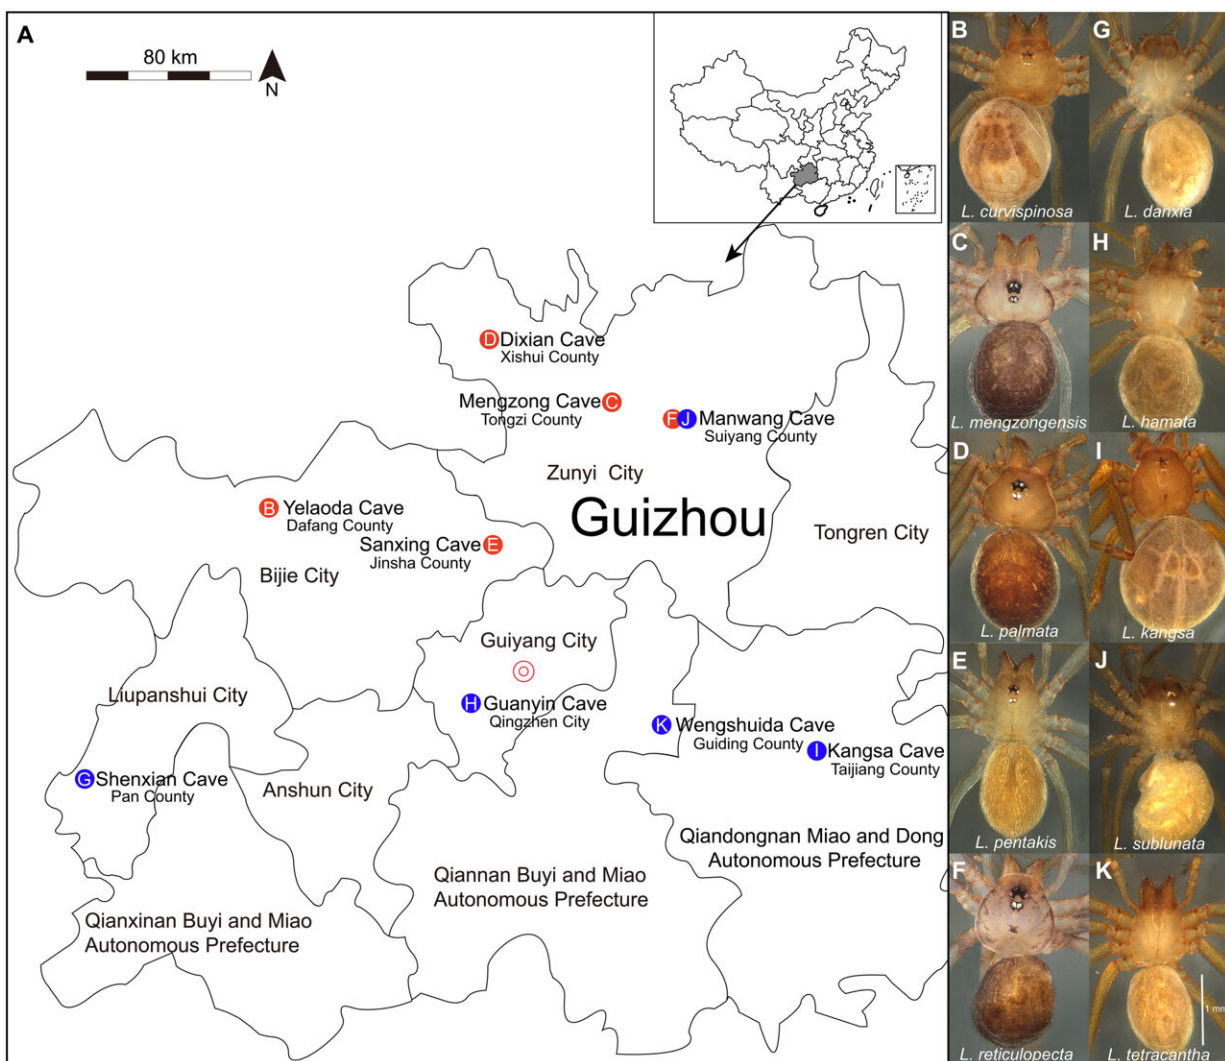 A
80 km
N
D Dixian Cave
Xishui County
Mengzong Cave C
Tongzi County
F J Manwang Cave
Suiyang County
Zunyi City
Guizhou
B Yelaoda Cave
Dafang County
Sanxing Cave E
Jinsha County
Tongren City
Bijie City
Guiyang City
Liupanshui City
H Guanyin Cave
Qingzhen City
K Wengshuida Cave
Guiding County
I Kangsa Cave
Taijiang County
G Shenxian Cave
Pan County
Anshun City
Qiandongnan Miao and Dong
Autonomous Prefecture
Qiannan Buyi and Miao
Autonomous Prefecture
Qianxinan Buyi and Miao
Autonomous Prefecture
B
L. curvispinosa
C
L. mengzongensis
D
L. palmata
E
L. pentakis
F
L. reticulopecta
G
L. danxia
H
L. hamata
I
L. kangsa
J
L. sublunata
K
1 mm
L. tetracantha